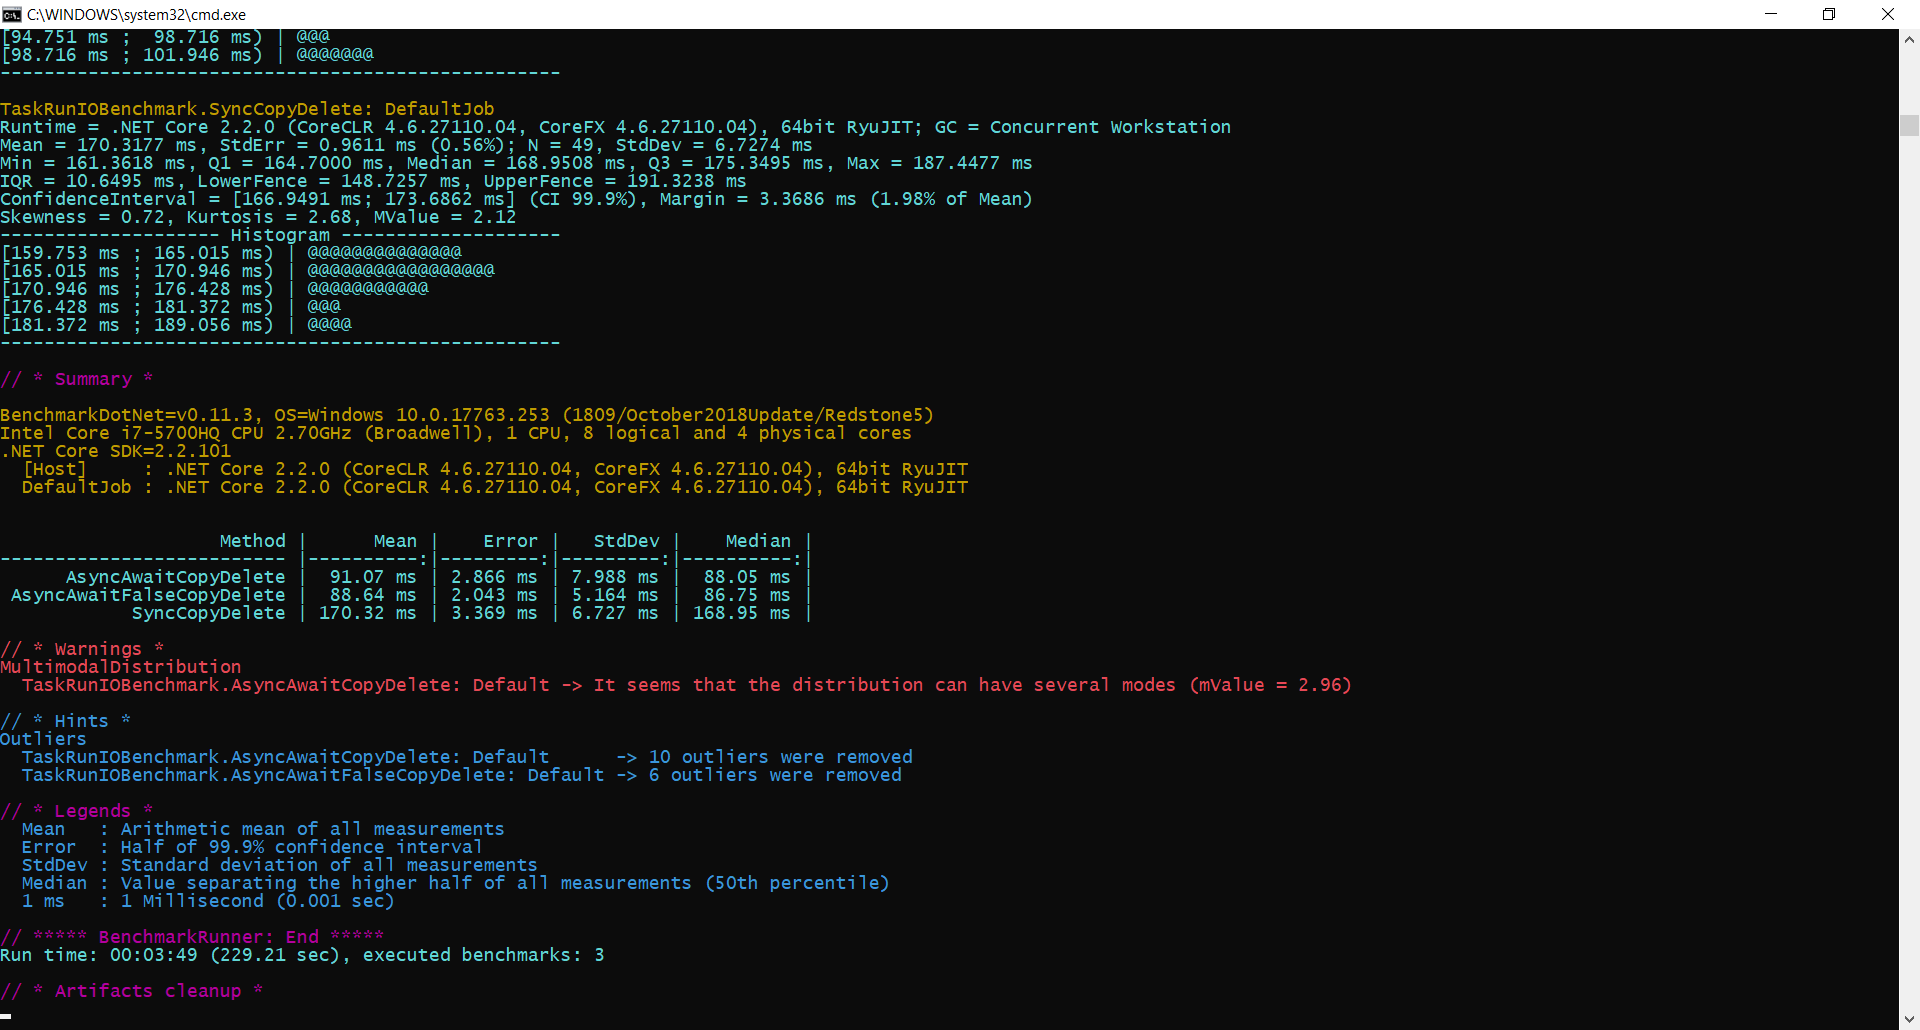 C:\WINDOWS\system32\cmd.exe
[94.751 ms ;  98.716 ms) | @@@
[98.716 ms ; 101.946 ms) | @@@@@@@
---------------------------------------------------
TaskRunIOBenchmark.SyncCopyDelete: DefaultJob
Runtime = .NET Core 2.2.0 (CoreCLR 4.6.27110.04, CoreFX 4.6.27110.04), 64bit RyuJIT; GC = Concurrent Workstation
Mean = 170.3177 ms, StdErr = 0.9611 ms (0.56%); N = 49, StdDev = 6.7274 ms
Min = 161.3618 ms, Q1 = 164.7000 ms, Median = 168.9508 ms, Q3 = 175.3495 ms, Max = 187.4477 ms
IQR = 10.6495 ms, LowerFence = 148.7257 ms, UpperFence = 191.3238 ms
ConfidenceInterval = [166.9491 ms; 173.6862 ms] (CI 99.9%), Margin = 3.3686 ms (1.98% of Mean)
Skewness = 0.72, Kurtosis = 2.68, MValue = 2.12
-------------------- Histogram --------------------
[159.753 ms ; 165.015 ms) | @@@@@@@@@@@@@@
[165.015 ms ; 170.946 ms) | @@@@@@@@@@@@@@@@@
[170.946 ms ; 176.428 ms) | @@@@@@@@@@@
[176.428 ms ; 181.372 ms) | @@@
[181.372 ms ; 189.056 ms) | @@@@
---------------------------------------------------
// * Summary *
BenchmarkDotNet=v0.11.3, OS=Windows 10.0.17763.253 (1809/October2018Update/Redstone5)
Intel Core i7-5700HQ CPU 2.70GHz (Broadwell), 1 CPU, 8 logical and 4 physical cores
.NET Core SDK=2.2.101
  [Host]     : .NET Core 2.2.0 (CoreCLR 4.6.27110.04, CoreFX 4.6.27110.04), 64bit RyuJIT
  DefaultJob : .NET Core 2.2.0 (CoreCLR 4.6.27110.04, CoreFX 4.6.27110.04), 64bit RyuJIT
                    Method |      Mean |    Error |   StdDev |    Median |
-------------------------- |----------:|---------:|---------:|----------:|
      AsyncAwaitCopyDelete |  91.07 ms | 2.866 ms | 7.988 ms |  88.05 ms |
 AsyncAwaitFalseCopyDelete |  88.64 ms | 2.043 ms | 5.164 ms |  86.75 ms |
            SyncCopyDelete | 170.32 ms | 3.369 ms | 6.727 ms | 168.95 ms |
// * Warnings *
MultimodalDistribution
  TaskRunIOBenchmark.AsyncAwaitCopyDelete: Default -> It seems that the distribution can have several modes (mValue = 2.96)
// * Hints *
Outliers
  TaskRunIOBenchmark.AsyncAwaitCopyDelete: Default      -> 10 outliers were removed
  TaskRunIOBenchmark.AsyncAwaitFalseCopyDelete: Default -> 6 outliers were removed
// * Legends *
  Mean   : Arithmetic mean of all measurements
  Error  : Half of 99.9% confidence interval
  StdDev : Standard deviation of all measurements
  Median : Value separating the higher half of all measurements (50th percentile)
  1 ms   : 1 Millisecond (0.001 sec)
// ***** BenchmarkRunner: End *****
Run time: 00:03:49 (229.21 sec), executed benchmarks: 3
// * Artifacts cleanup *